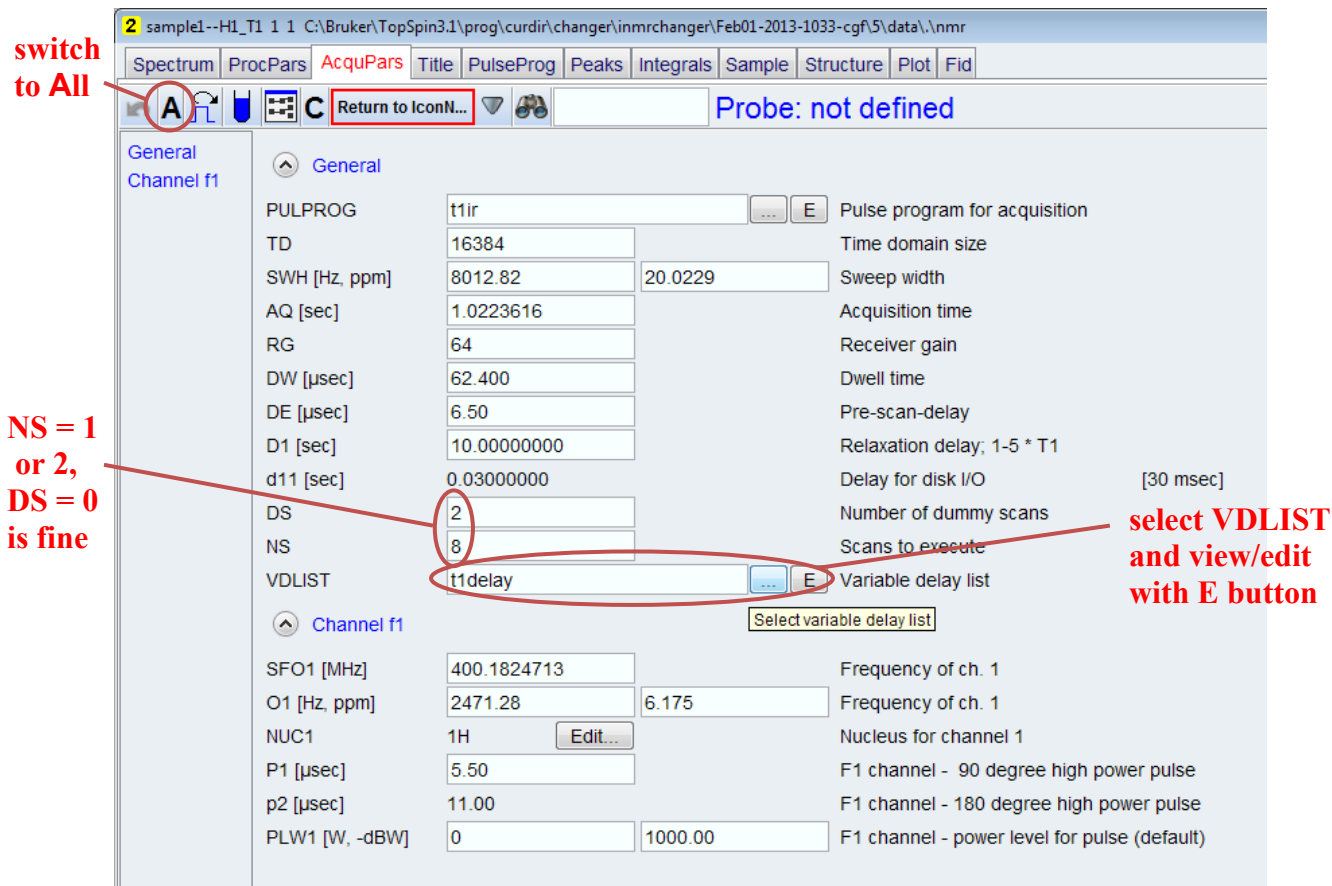 2 sample1--H1_T1 1 1 C:\Bruker\TopSpin3.1\prog\curdir\changer\inmrchanger\Feb01-2013-1033-cgf\5\data\.\nmr
switch
to All
Spectrum ProcPars AcquPars Title PulseProg Peaks Integrals Sample Structure Plot Fid
A C Return to IconN... Probe: not defined
General
Channel f1
General
PULPROG t1ir ... E Pulse program for acquisition
TD 16384 Time domain size
SWH [Hz, ppm] 8012.82 20.0229 Sweep width
AQ [sec] 1.0223616 Acquisition time
RG 64 Receiver gain
DW [µsec] 62.400 Dwell time
DE [µsec] 6.50 Pre-scan-delay
D1 [sec] 10.00000000 Relaxation delay; 1-5 * T1
d11 [sec] 0.03000000 Delay for disk I/O [30 msec]
DS 2 Number of dummy scans
NS 8 Scans to execute
VDLIST t1delay ... E Variable delay list
Select variable delay list
NS = 1
or 2,
DS = 0
is fine
select VDLIST
and view/edit
with E button
Channel f1
SFO1 [MHz] 400.1824713 Frequency of ch. 1
O1 [Hz, ppm] 2471.28 6.175 Frequency of ch. 1
NUC1 1H Edit... Nucleus for channel 1
P1 [µsec] 5.50 F1 channel - 90 degree high power pulse
p2 [µsec] 11.00 F1 channel - 180 degree high power pulse
PLW1 [W, -dBW] 0 1000.00 F1 channel - power level for pulse (default)